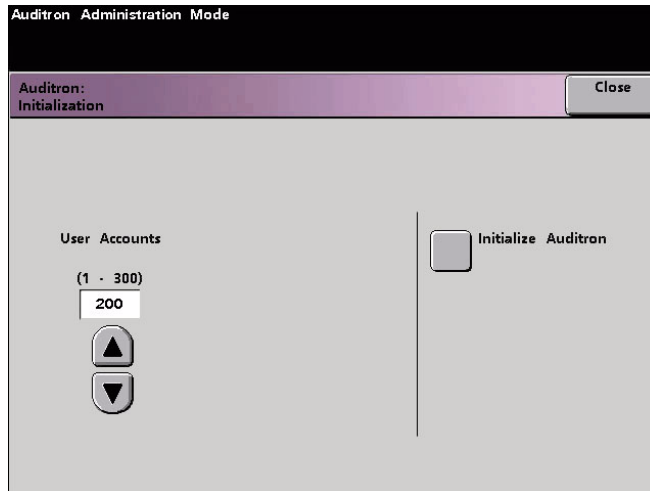 Auditron Administration Mode
Auditron:
Initialization
Close
User Accounts
(1 - 300)
200
Initialize Auditron